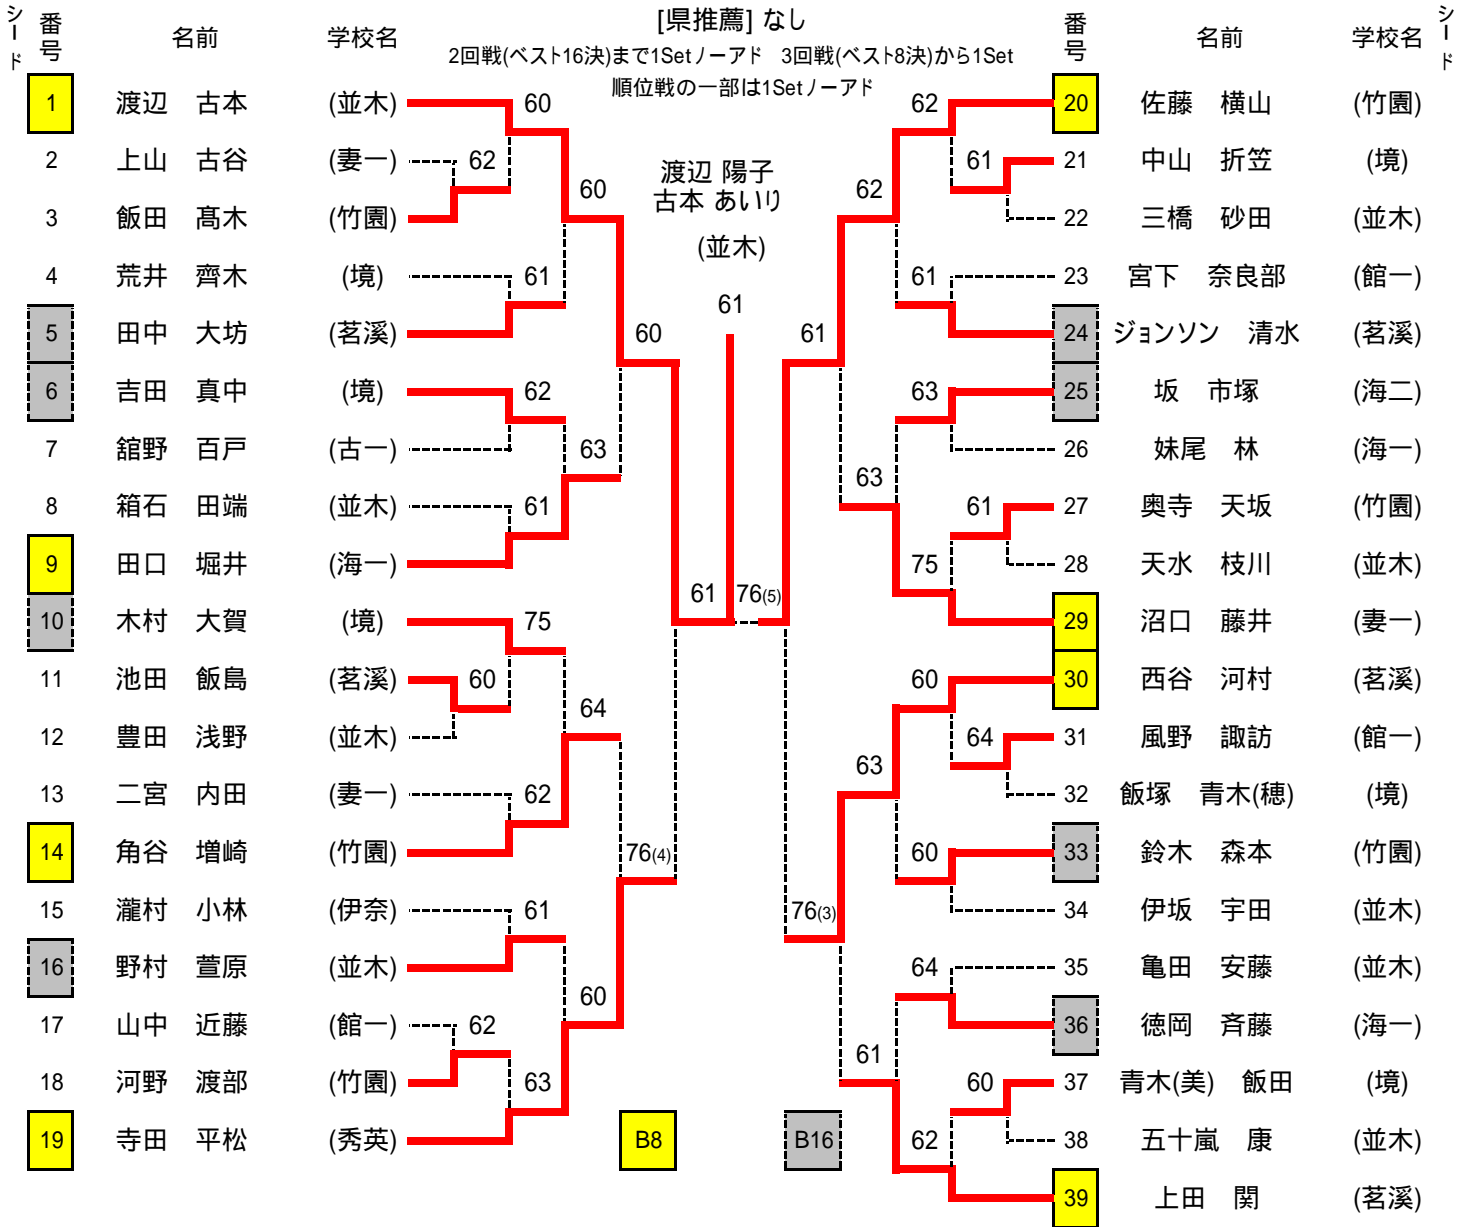 [県推薦] なし
シード 番号 名前 学校名 番号 名前 学校名 シード
2回戦(ベスト16決)まで1Setノーアド 3回戦(ベスト8決)から1Set
順位戦の一部は1Setノーアド
1 渡辺 古本 (並木) 60 62 20 佐藤 横山 (竹園)
2 上山 古谷 (妻一) 62 61 21 中山 折笠 (境)
渡辺 陽子
60 62
古本 あいり
3 飯田 髙木 (竹園) 22 三橋 砂田 (並木)
(並木)
4 荒井 齊木 (境) 61 61 23 宮下 奈良部 (館一)
61
5 田中 大坊 (茗溪) 60 61 24 ジョンソン 清水 (茗溪)
6 吉田 真中 (境) 62 63 25 坂 市塚 (海二)
7 舘野 百戸 (古一) 63 26 妹尾 林 (海一)
63
8 箱石 田端 (並木) 61 61 27 奥寺 天坂 (竹園)
9 田口 堀井 (海一) 75 28 天水 枝川 (並木)
61 76(5)
10 木村 大賀 (境) 75 29 沼口 藤井 (妻一)
11 池田 飯島 (茗溪) 60 60 30 西谷 河村 (茗溪)
64
12 豊田 浅野 (並木) 64 31 風野 諏訪 (館一)
63
13 二宮 内田 (妻一) 62 32 飯塚 青木(穂) (境)
14 角谷 増崎 (竹園) 76(4) 60 33 鈴木 森本 (竹園)
15 瀧村 小林 (伊奈) 61 76(3) 34 伊坂 宇田 (並木)
16 野村 萱原 (並木) 64 35 亀田 安藤 (並木)
60
17 山中 近藤 (館一) 62 36 徳岡 斉藤 (海一)
61
18 河野 渡部 (竹園) 63 60 37 青木(美) 飯田 (境)
19 寺田 平松 (秀英) B8 B16 62 38 五十嵐 康 (並木)
39 上田 関 (茗溪)